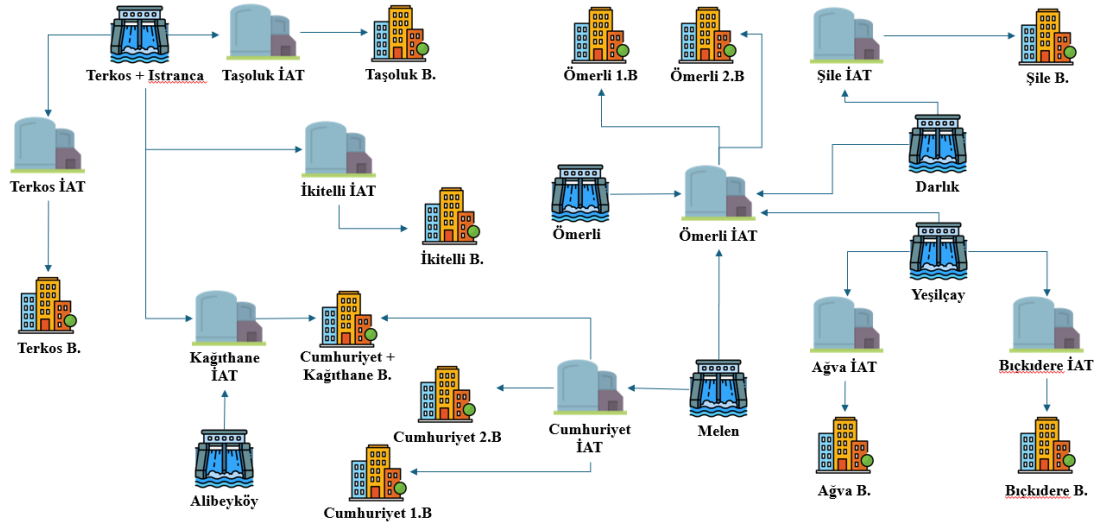 Terkos + Istranca
Taşoluk İAT
Taşoluk B.
Ömerli 1.B
Ömerli 2.B
Şile İAT
Şile B.
Terkos İAT
İkitelli İAT
Darlık
Ömerli
Ömerli İAT
İkitelli B.
Yeşilçay
Terkos B.
Kağıthane
İAT
Cumhuriyet +
Kağıthane B.
Ağva İAT
Bıçkıdere İAT
Cumhuriyet 2.B
Cumhuriyet
İAT
Melen
Alibeyköy
Cumhuriyet 1.B
Ağva B.
Bıçkıdere B.